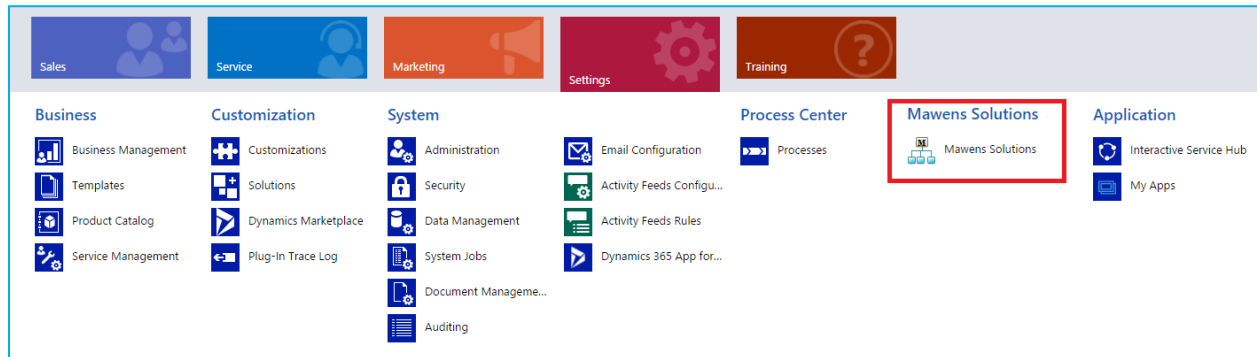 Sales
Service
Marketing
Settings
Training
?
Business
Business Management
Templates
Product Catalog
Service Management
Customization
Customizations
Solutions
Dynamics Marketplace
Plug-In Trace Log
System
Administration
Security
Data Management
System Jobs
Document Manageme...
Auditing
Email Configuration
Activity Feeds Configu...
Activity Feeds Rules
Dynamics 365 App for...
Process Center
Processes
Mawens Solutions
M
Mawens Solutions
Application
Interactive Service Hub
My Apps